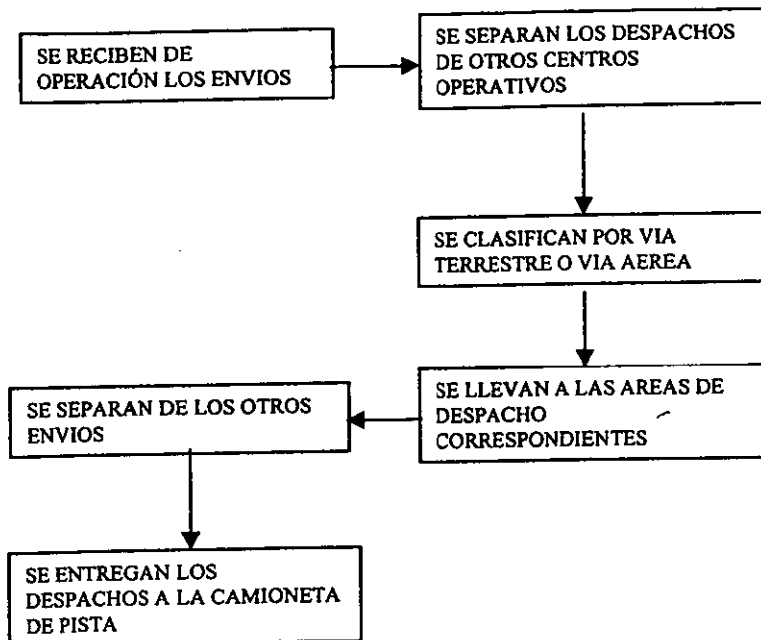 SE RECIBEN DE
OPERACIÓN LOS ENVIOS
SE SEPARAN LOS DESPACHOS
DE OTROS CENTROS
OPERATIVOS
SE CLASIFICAN POR VIA
TERRESTRE O VIA AEREA
SE LLEVAN A LAS AREAS DE
DESPACHO
CORRESPONDIENTES
SE SEPARAN DE LOS OTROS
ENVIOS
SE ENTREGAN LOS
DESPACHOS A LA CAMIONETA
DE PISTA